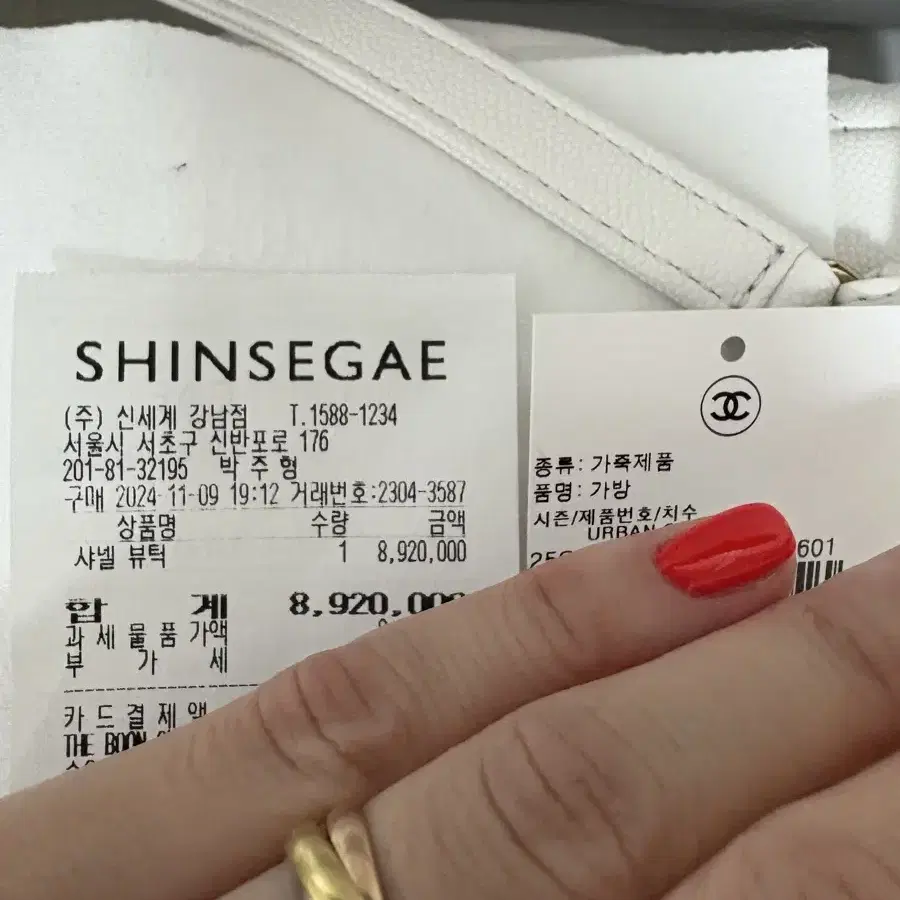 SHINSEGAE
(주) 신세계 강남점 T.1588-1234
서울시 서초구 신반포로 176
201-81-32195 박 주 형
구매 2024-11-09 19:12 거래번호:2304-3587
상품명 수량 금액
샤넬 뷰틱 1 8,920,000
합 계
과 세 물 품 가액
부 가 세
카 드 결 제 액
THE
종류: 가죽제품
품명: 가방
시즌/제품번호/치수
URBAN
601